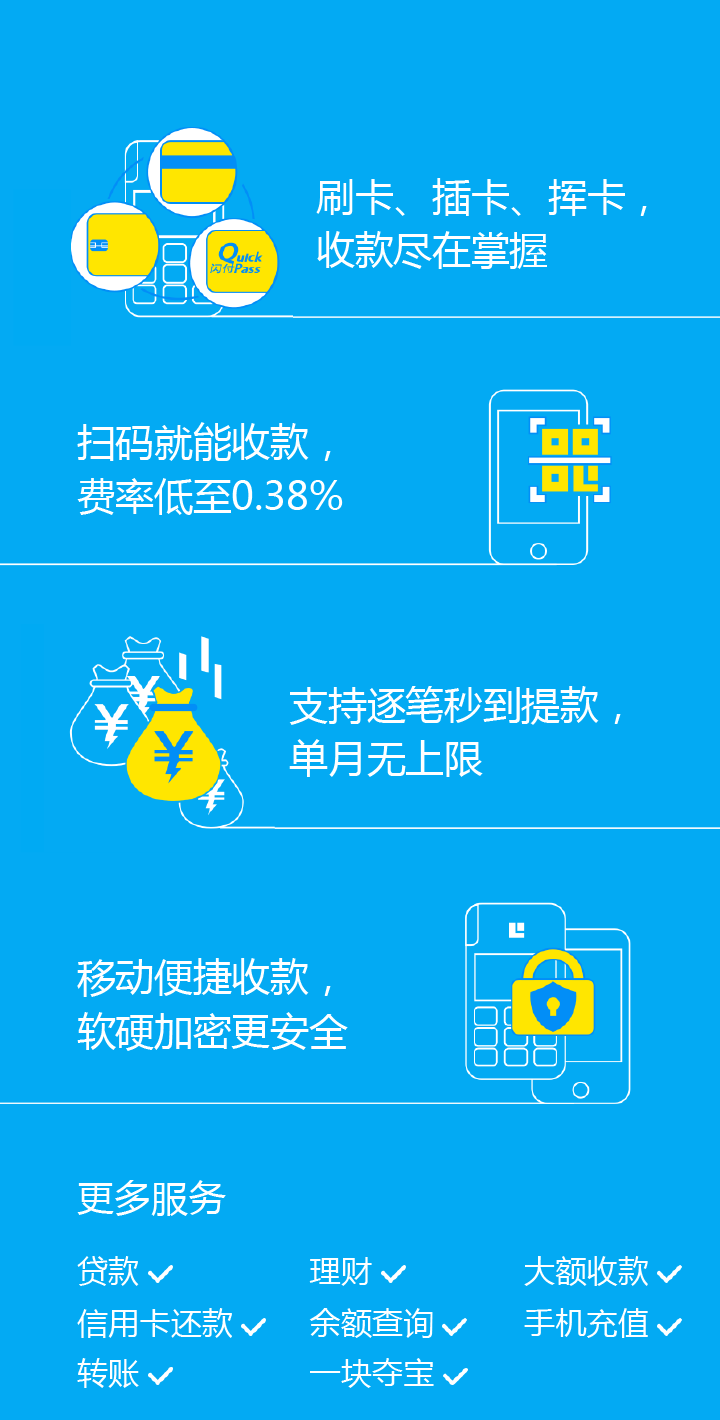 Quick
闪付Pass
刷卡、插卡、挥卡，
收款尽在掌握
扫码就能收款，
费率低至0.38%
¥
¥
¥
¥
支持逐笔秒到提款，
单月无上限
移动便捷收款，
软硬加密更安全
更多服务
贷款 理财 大额收款
信用卡还款 余额查询 手机充值
转账 一块夺宝